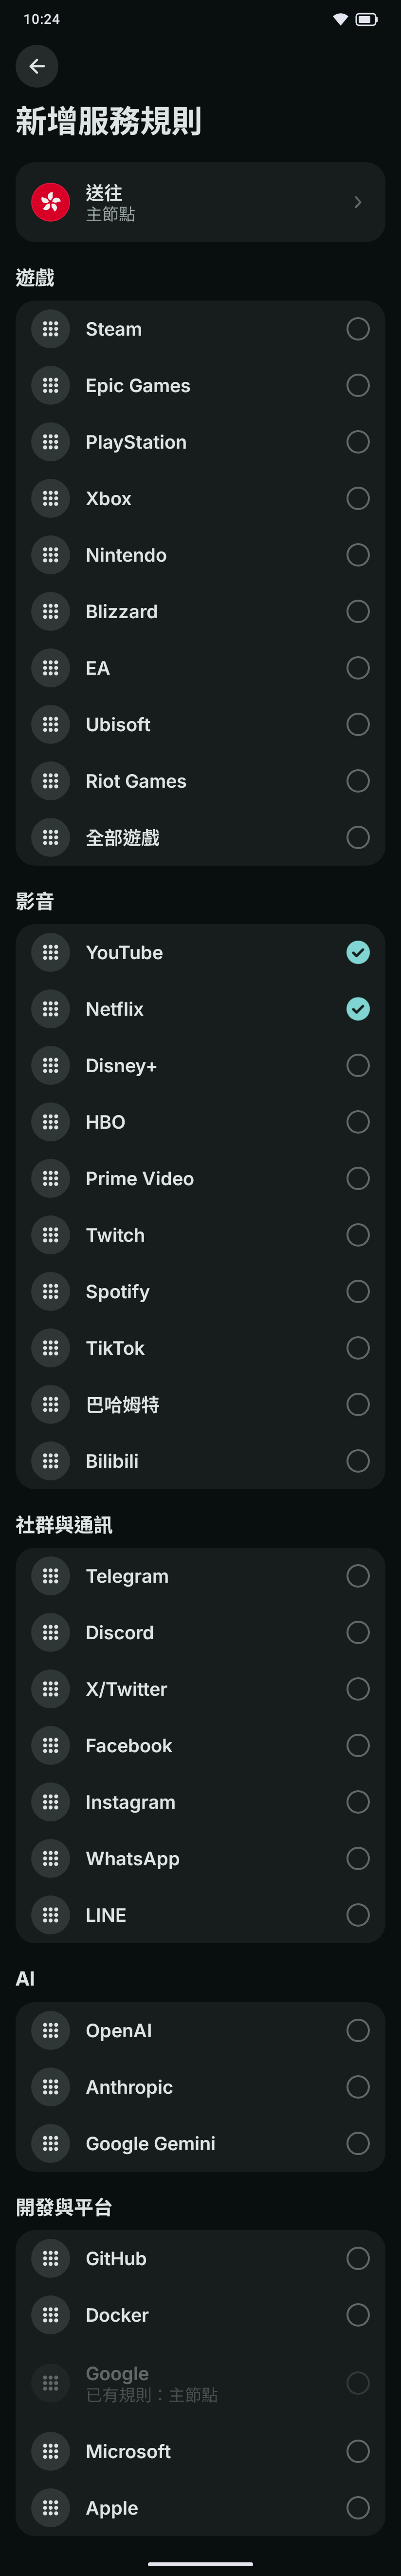 10:24
新增服務規則
送往
主節點
遊戲
Steam
Epic Games
PlayStation
Xbox
Nintendo
Blizzard
EA
Ubisoft
Riot Games
全部遊戲
影音
YouTube
Netflix
Disney+
HBO
Prime Video
Twitch
Spotify
TikTok
巴哈姆特
Bilibili
社群與通訊
Telegram
Discord
X/Twitter
Facebook
Instagram
WhatsApp
LINE
AI
OpenAI
Anthropic
Google Gemini
開發與平台
GitHub
Docker
Google
已有規則：主節點
Microsoft
Apple